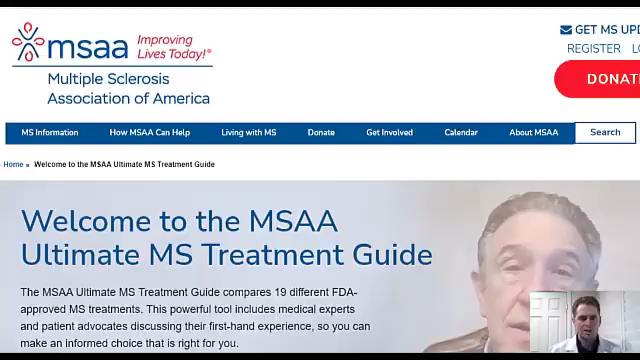 msaa Improving Lives Today!®
Multiple Sclerosis
Association of America
GET MS
REGISTER
DONAT
MS Information How MSAA Can Help Living with MS Donate Get Involved Calendar About MSAA Search
Home » Welcome to the MSAA Ultimate MS Treatment Guide
Welcome to the MSAA
Ultimate MS Treatment Guide
The MSAA Ultimate MS Treatment Guide compares 19 different FDA-
approved MS treatments. This powerful tool includes medical experts
and patient advocates discussing their first-hand experience, so you can
make an informed choice that is right for you.